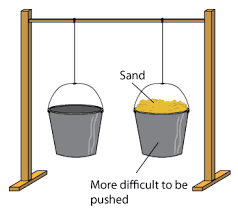 Sand
More difficult to be
pushed